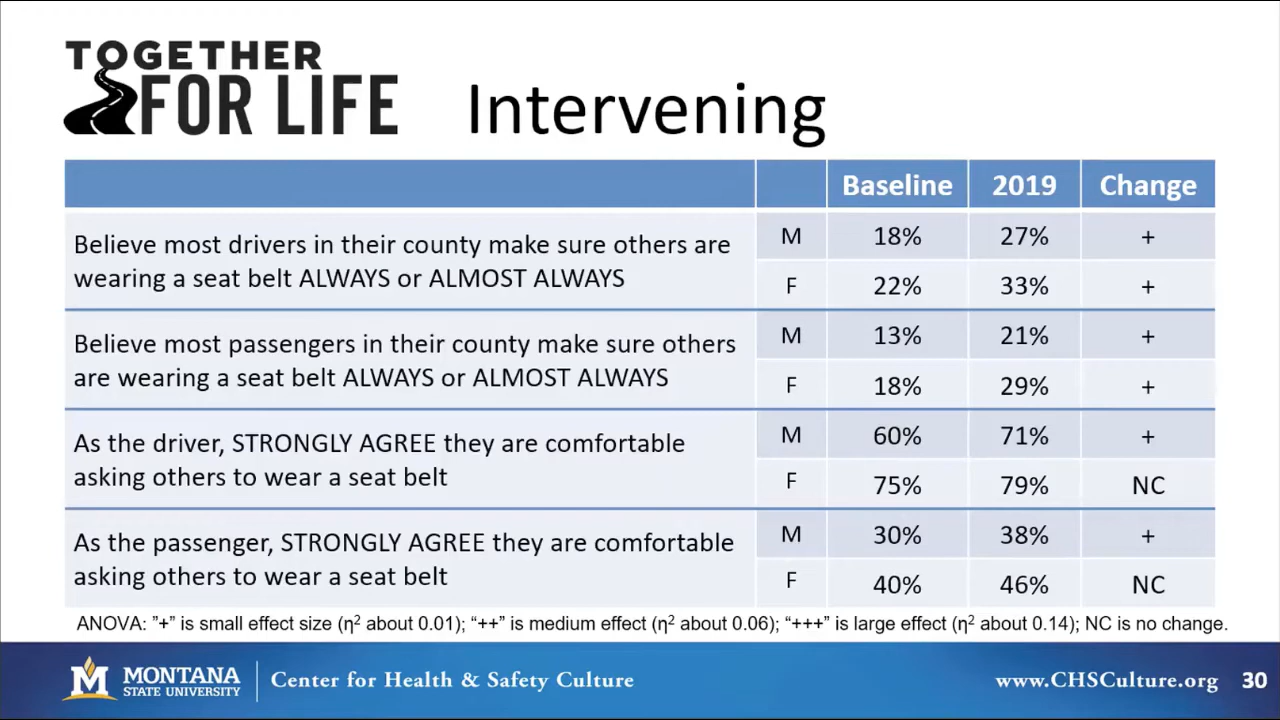 TOGETHER
FOR LIFE
Intervening
Baseline 2019 Change
Believe most drivers in their county make sure others are
wearing a seat belt ALWAYS or ALMOST ALWAYS
M 18% 27% +
F 22% 33% +
Believe most passengers in their county make sure others
are wearing a seat belt ALWAYS or ALMOST ALWAYS
M 13% 21% +
F 18% 29% +
As the driver, STRONGLY AGREE they are comfortable
asking others to wear a seat belt
M 60% 71% +
F 75% 79% NC
As the passenger, STRONGLY AGREE they are comfortable
asking others to wear a seat belt
M 30% 38% +
F 40% 46% NC
ANOVA: ”+” is small effect size (η² about 0.01); “++” is medium effect (η² about 0.06); “+++” is large effect (η² about 0.14); NC is no change.
M MONTANA
STATE UNIVERSITY
Center for Health & Safety Culture
www.CHSCulture.org 30